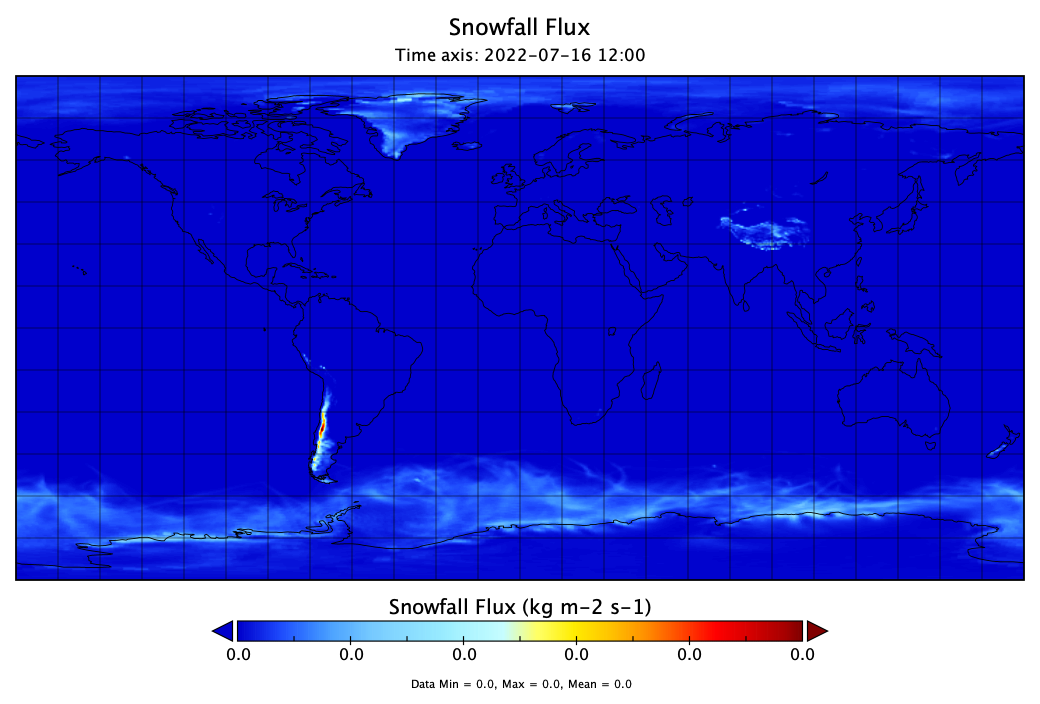 Snowfall Flux
Time axis: 2022-07-16 12:00
Snowfall Flux (kg m-2 s-1)
0.0 0.0 0.0 0.0 0.0 0.0
Data Min = 0.0, Max = 0.0, Mean = 0.0